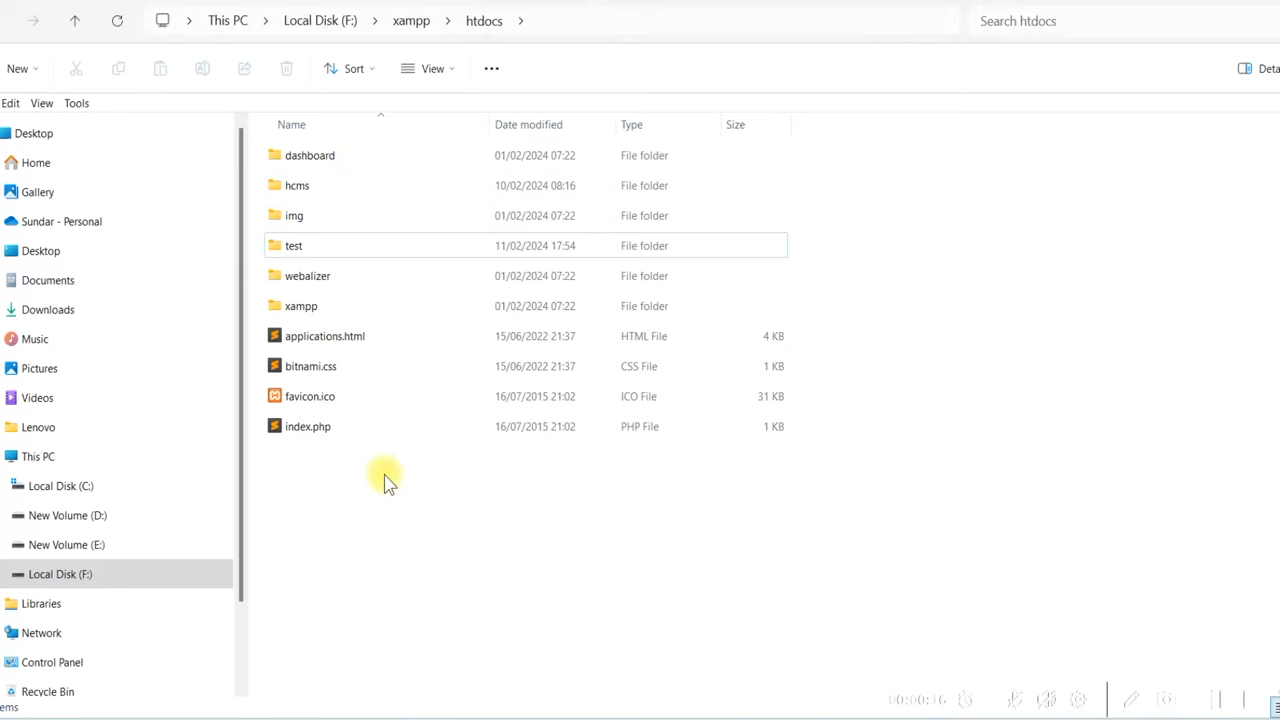 This PC > Local Disk (F:) > xampp > htdocs >
Search htdocs
New
Sort
View
Deta
Edit View Tools
Desktop
Home
Gallery
Sundar - Personal
Desktop
Documents
Downloads
Music
Pictures
Videos
Lenovo
This PC
Local Disk (C:)
New Volume (D:)
New Volume (E:)
Local Disk (F:)
Libraries
Network
Control Panel
Recycle Bin
ems
Name Date modified Type Size
dashboard 01/02/2024 07:22 File folder
hcms 10/02/2024 08:16 File folder
img 01/02/2024 07:22 File folder
test 11/02/2024 17:54 File folder
webalizer 01/02/2024 07:22 File folder
xampp 01/02/2024 07:22 File folder
applications.html 15/06/2022 21:37 HTML File 4 KB
bitnami.css 15/06/2022 21:37 CSS File 1 KB
favicon.ico 16/07/2015 21:02 ICO File 31 KB
index.php 16/07/2015 21:02 PHP File 1 KB